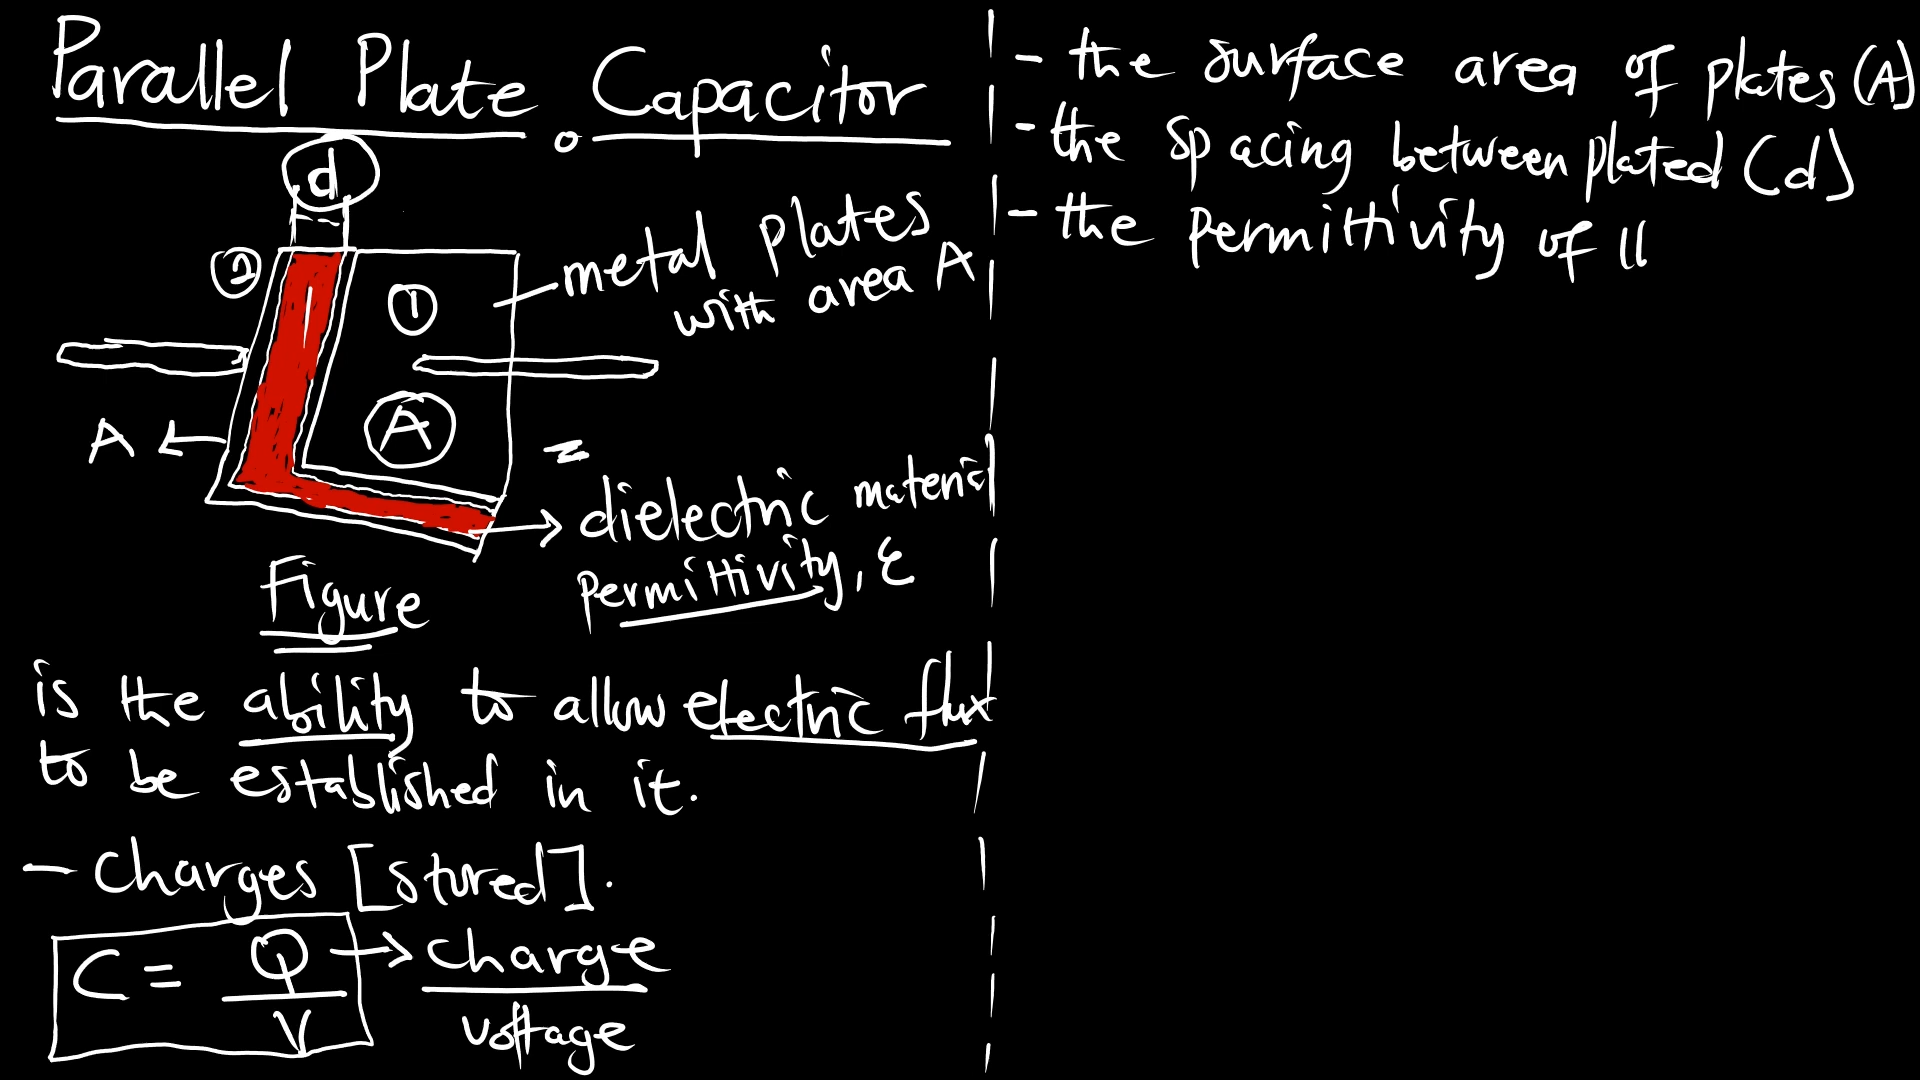 Parallel Plate Capacitor
d
②
①
metal plates
with area A
A
A
dielectric material
permittivity, ε
Figure
is the ability to allow electric flux
to be established in it.
- Charges [stored].
C = Q/V → charge/voltage
- the surface area of plates (A)
- the spacing between plated (d)
- the permittivity of